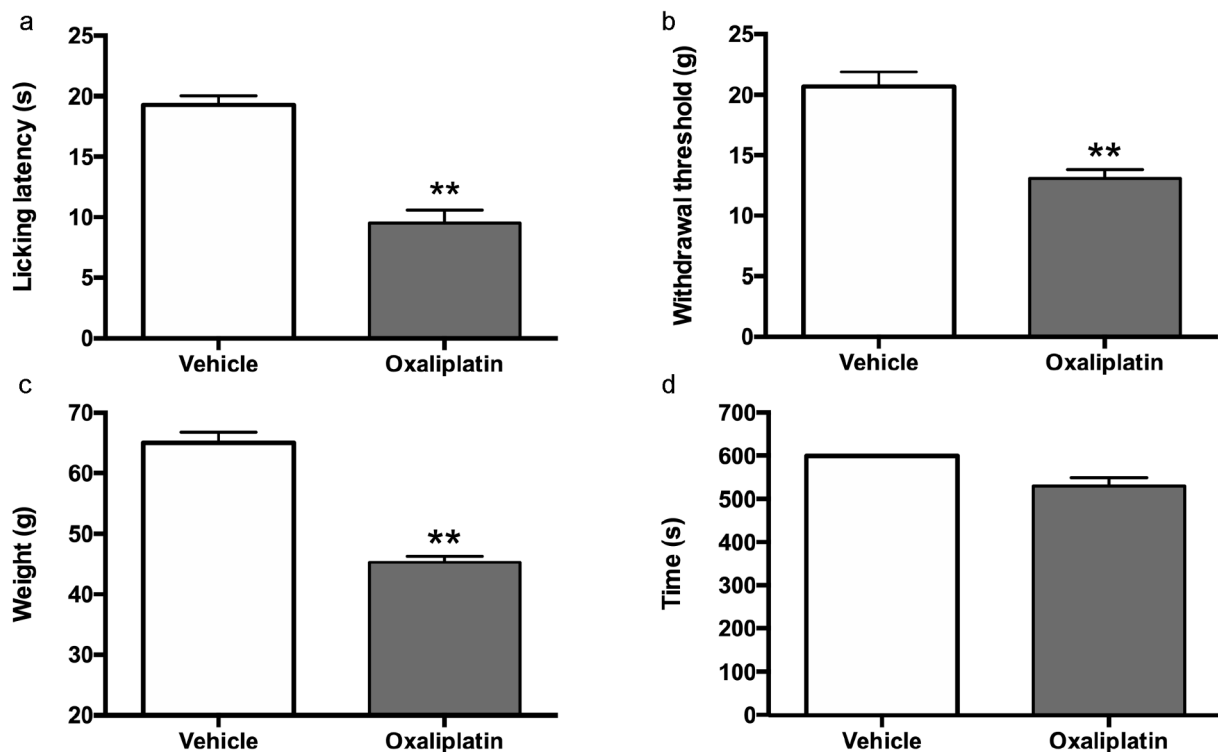 a
Licking latency (s)
25
20
15
10
5
0
**
Vehicle
Oxaliplatin
b
Withdrawal threshold (g)
25
20
15
10
5
0
**
Vehicle
Oxaliplatin
c
Weight (g)
70
60
50
40
30
20
**
Vehicle
Oxaliplatin
d
Time (s)
700
600
500
400
300
200
100
0
Vehicle
Oxaliplatin